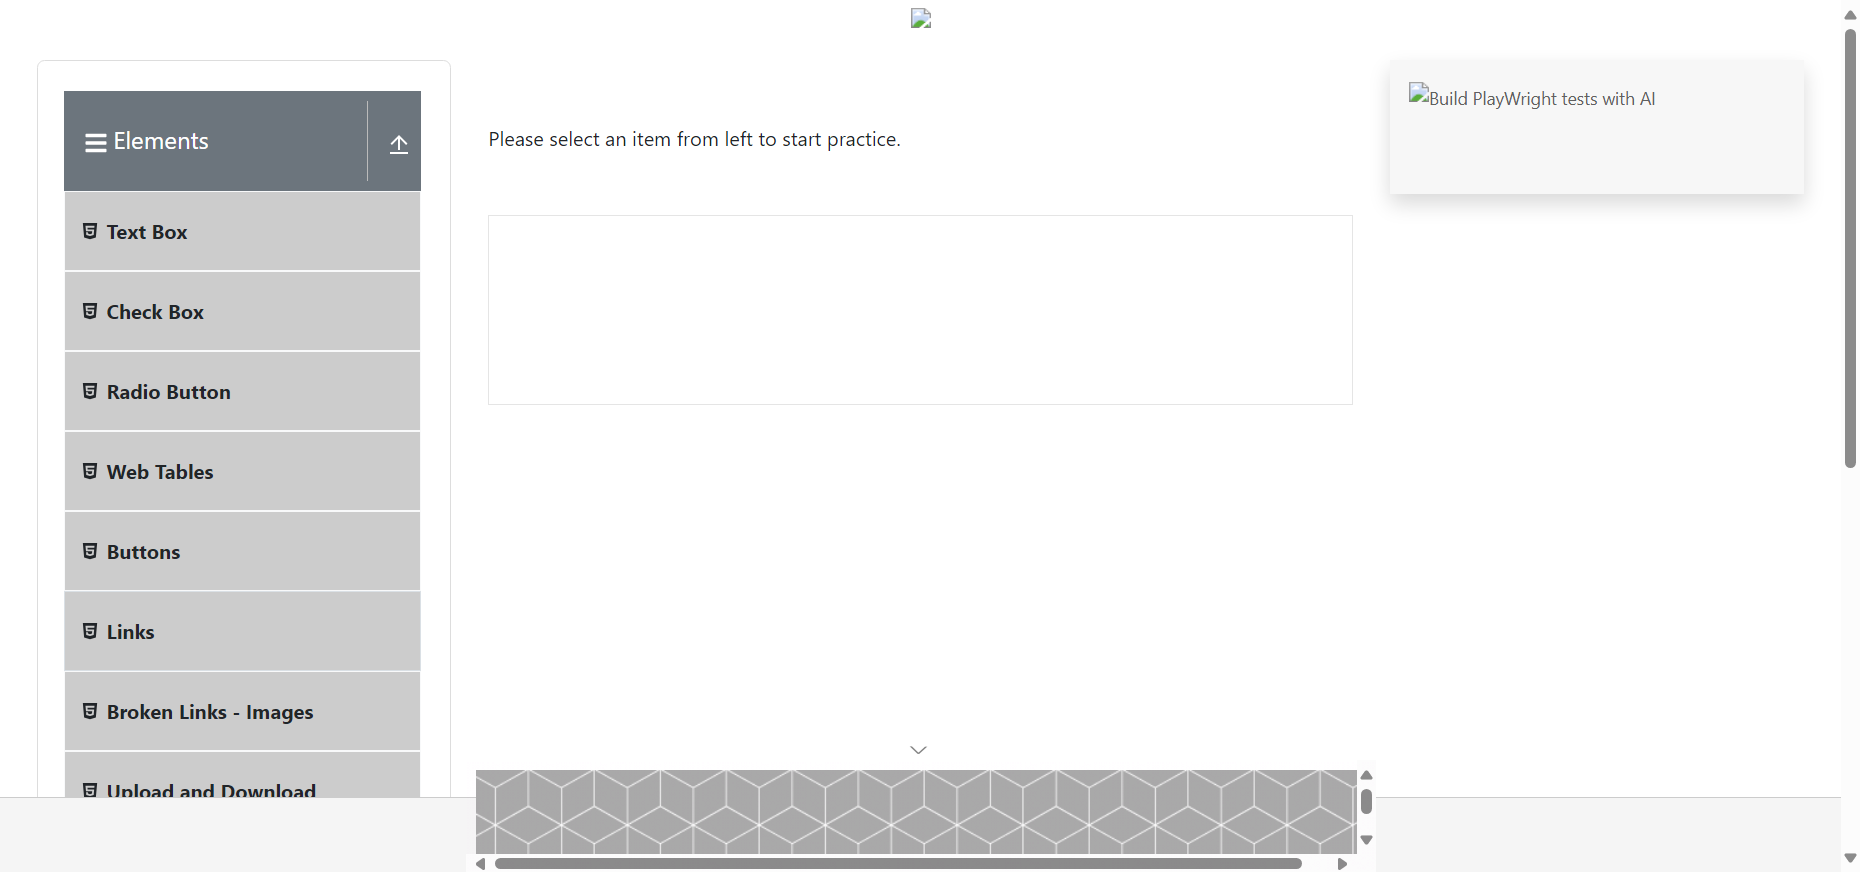 Elements
Text Box
Check Box
Radio Button
Web Tables
Buttons
Links
Broken Links - Images
Upload and Download
Please select an item from left to start practice.
Build PlayWright tests with AI